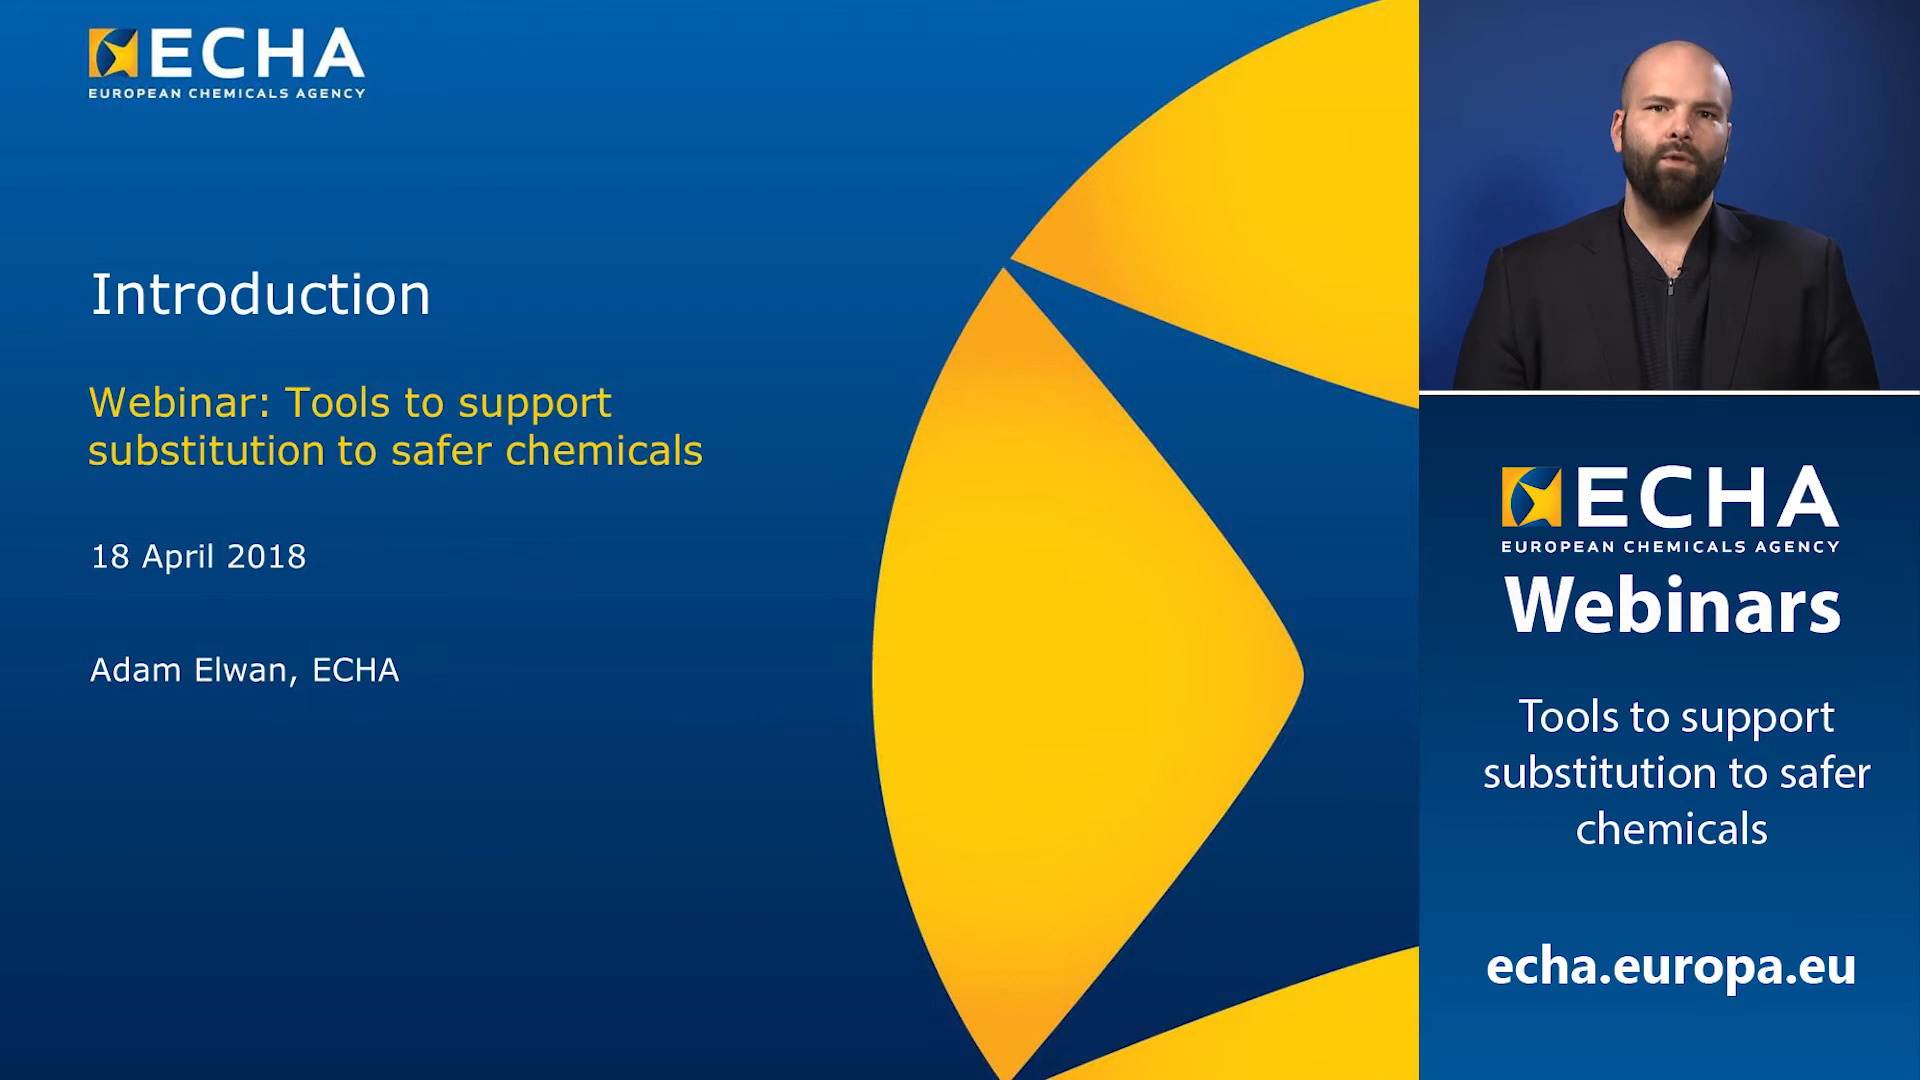 ECHA
EUROPEAN CHEMICALS AGENCY
Introduction
Webinar: Tools to support
substitution to safer chemicals
18 April 2018
Adam Elwan, ECHA
ECHA
EUROPEAN CHEMICALS AGENCY
Webinars
Tools to support
substitution to safer
chemicals
echa.europa.eu